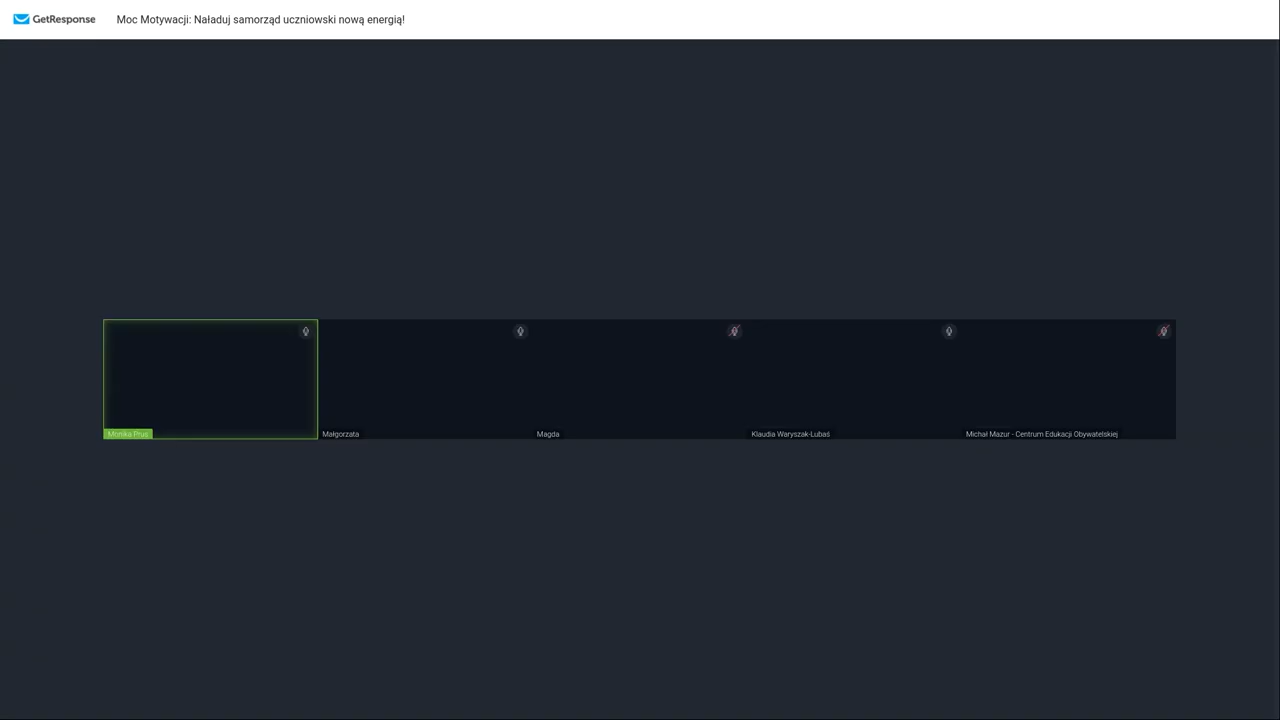 GetResponse
Moc Motywacji: Naładuj samorząd uczniowski nową energią!
Monika Prus
Małgorzata
Magda
Klaudia Waryszak-Lubaś
Michał Mazur - Centrum Edukacji Obywatelskiej